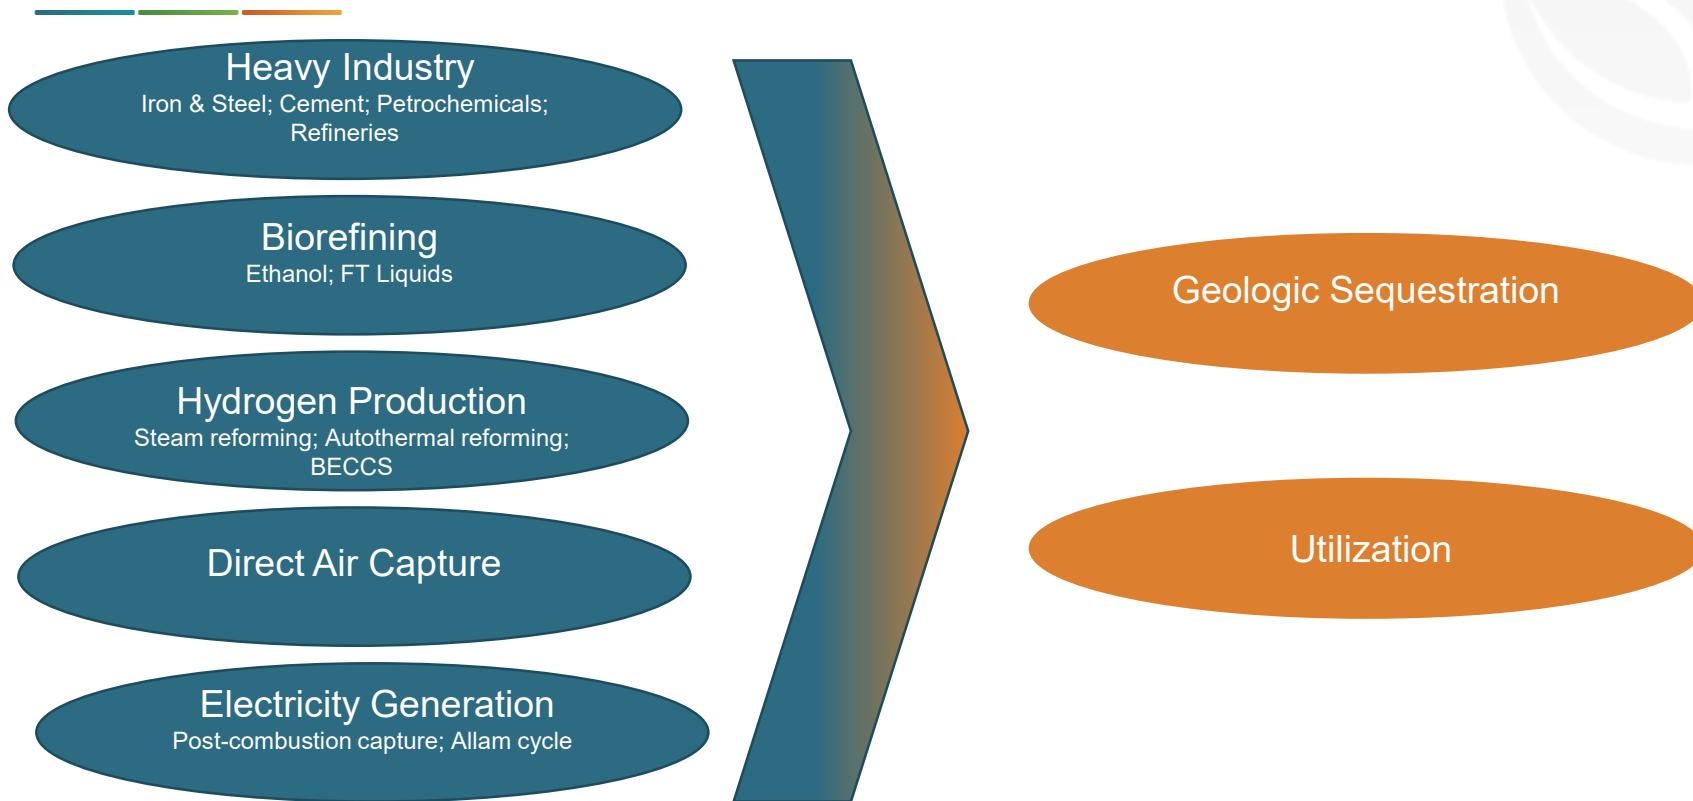 Heavy Industry
Iron & Steel; Cement; Petrochemicals;
Refineries
Biorefining
Ethanol; FT Liquids
Hydrogen Production
Steam reforming; Autothermal reforming;
BECCS
Direct Air Capture
Electricity Generation
Post-combustion capture; Allam cycle
Geologic Sequestration
Utilization